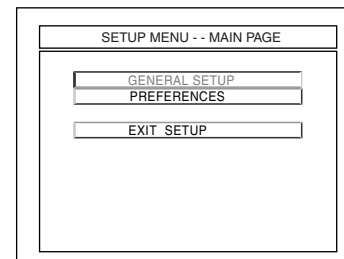 SETUP MENU - - MAIN PAGE
GENERAL SETUP
PREFERENCES
EXIT SETUP